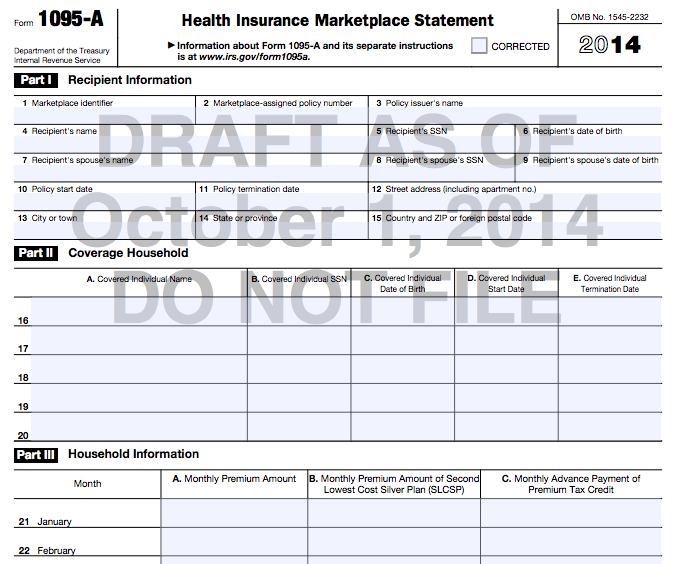 Form 1095-A
Health Insurance Marketplace Statement
OMB No. 1545-2232
Department of the Treasury
Internal Revenue Service
▶ Information about Form 1095-A and its separate instructions
is at www.irs.gov/form1095a.
3 CORRECTED
2014
Part I Recipient Information
1 Marketplace identifier
2 Marketplace-assigned policy number
3 Policy issuer's name
4 Recipient's name
5 Recipient's SSN
6 Recipient's date of birth
7 Recipient's spouse's name
8 Recipient's spouse's SSN
9 Recipient's spouse's date of birth
10 Policy start date
11 Policy termination date
12 Street address (including apartment no.)
13 City or town
14 State or province
15 Country and ZIP or foreign postal code
DRAFT AS OF
October 1, 2014
DO NOT FILE
Part II Coverage Household
A. Covered Individual Name
B. Covered Individual SSN
C. Covered Individual
Date of Birth
D. Covered Individual
Start Date
E. Covered Individual
Termination Date
16
17
18
19
20
Part III Household Information
Month
A. Monthly Premium Amount
B. Monthly Premium Amount of Second
Lowest Cost Silver Plan (SLCSP)
C. Monthly Advance Payment of
Premium Tax Credit
21 January
22 February